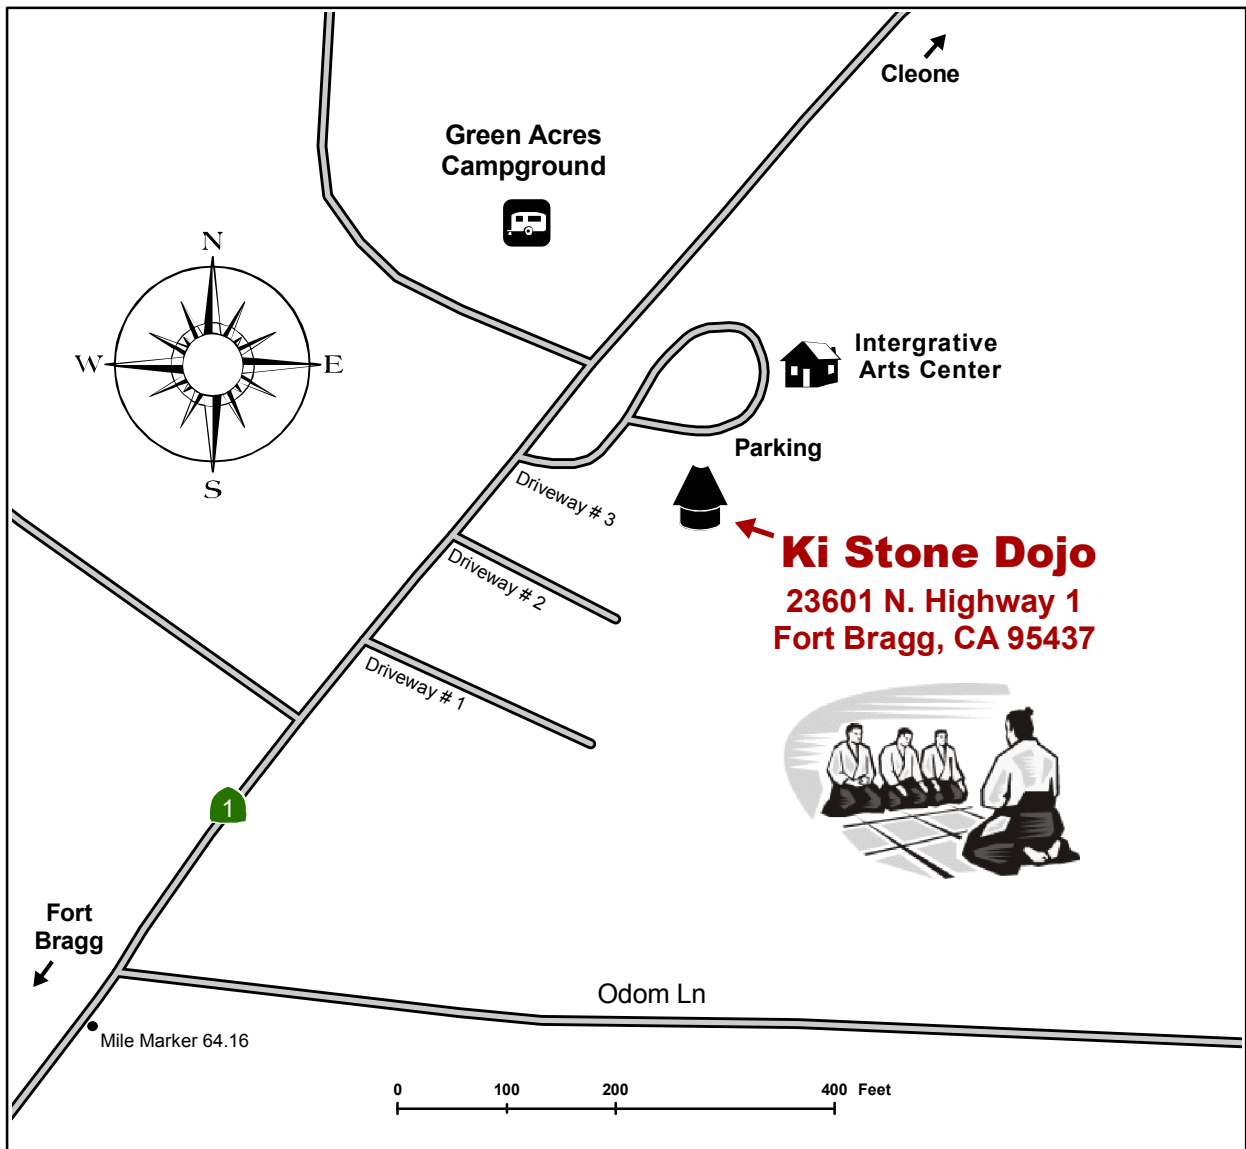 Cleone
Green Acres
Campground
N
W
E
S
Intergrative
Arts Center
Parking
Driveway # 3
Ki Stone Dojo
23601 N. Highway 1
Fort Bragg, CA 95437
Driveway # 2
Driveway # 1
1
Fort
Bragg
Odom Ln
Mile Marker 64.16
0 100 200 400 Feet